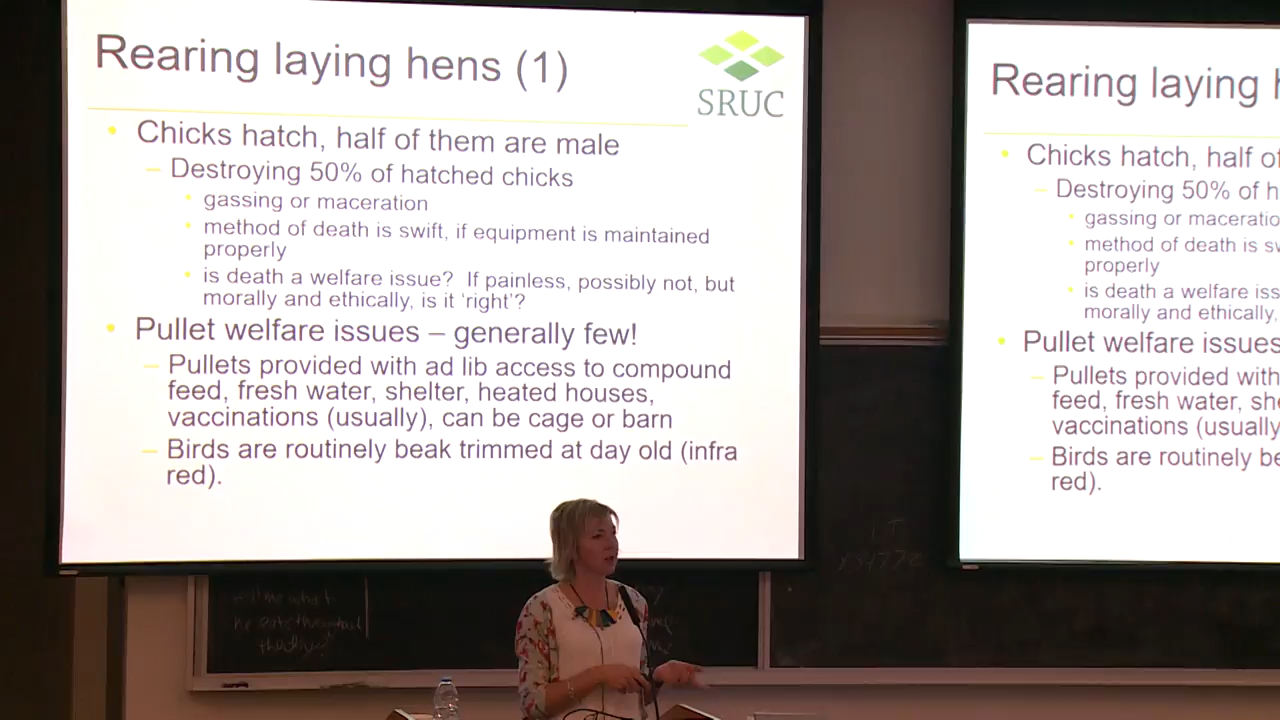 Rearing laying hens (1)
SRUC
• Chicks hatch, half of them are male
– Destroying 50% of hatched chicks
• gassing or maceration
• method of death is swift, if equipment is maintained
properly
• is death a welfare issue? If painless, possibly not, but
morally and ethically, is it ‘right’?
• Pullet welfare issues – generally few!
– Pullets provided with ad lib access to compound
feed, fresh water, shelter, heated houses,
vaccinations (usually), can be cage or barn
– Birds are routinely beak trimmed at day old (infra
red).
Rearing laying
• Chicks hatch, half of
– Destroying 50% of
• gassing or
• method of death is
properly
• is death a welfare
morally and ethically,
• Pullet welfare issues
– Pullets provided with
feed, fresh water,
vaccinations (usually
– Birds are routinely
red).